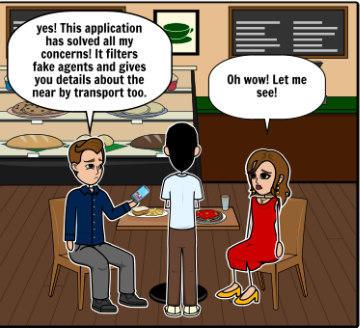 yes! This application
has solved all my
concerns! It filters
fake agents and gives
you details about the
near by transport too.
Oh wow! Let me
see!